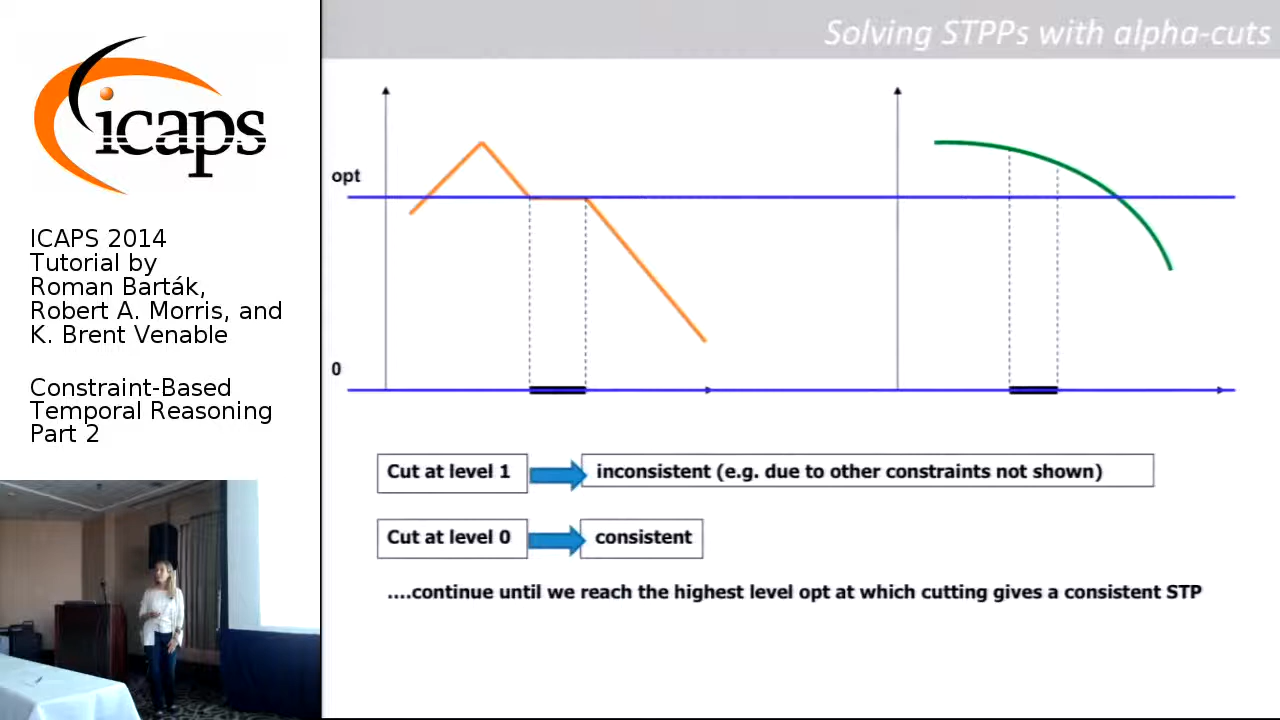 icaps
ICAPS 2014
Tutorial by
Roman Barták,
Robert A. Morris, and
K. Brent Venable
Constraint-Based
Temporal Reasoning
Part 2
Solving STPPs with alpha-cuts
opt
0
Cut at level 1
inconsistent (e.g. due to other constraints not shown)
Cut at level 0
consistent
....continue until we reach the highest level opt at which cutting gives a consistent STP